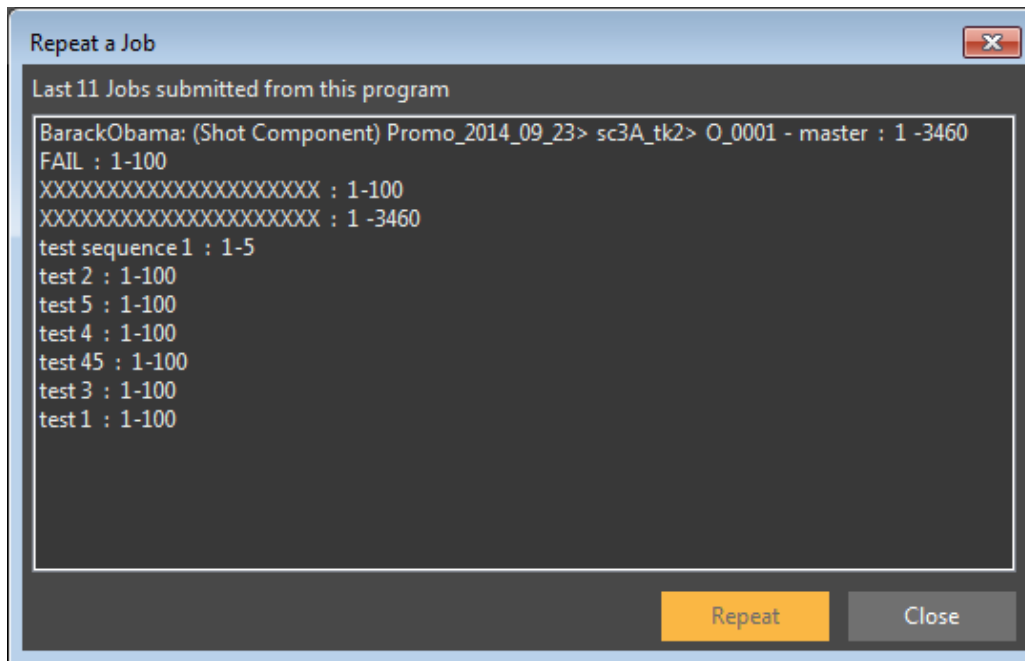 Repeat a Job
Last 11 Jobs submitted from this program
BarackObama: (Shot Component) Promo_2014_09_23> sc3A_tk2> O_0001 - master : 1 -3460
FAIL : 1-100
XXXXXXXXXXXXXXXXXXXXX : 1-100
XXXXXXXXXXXXXXXXXXXXX : 1 -3460
test sequence 1 : 1-5
test 2 : 1-100
test 5 : 1-100
test 4 : 1-100
test 45 : 1-100
test 3 : 1-100
test 1 : 1-100
Repeat
Close